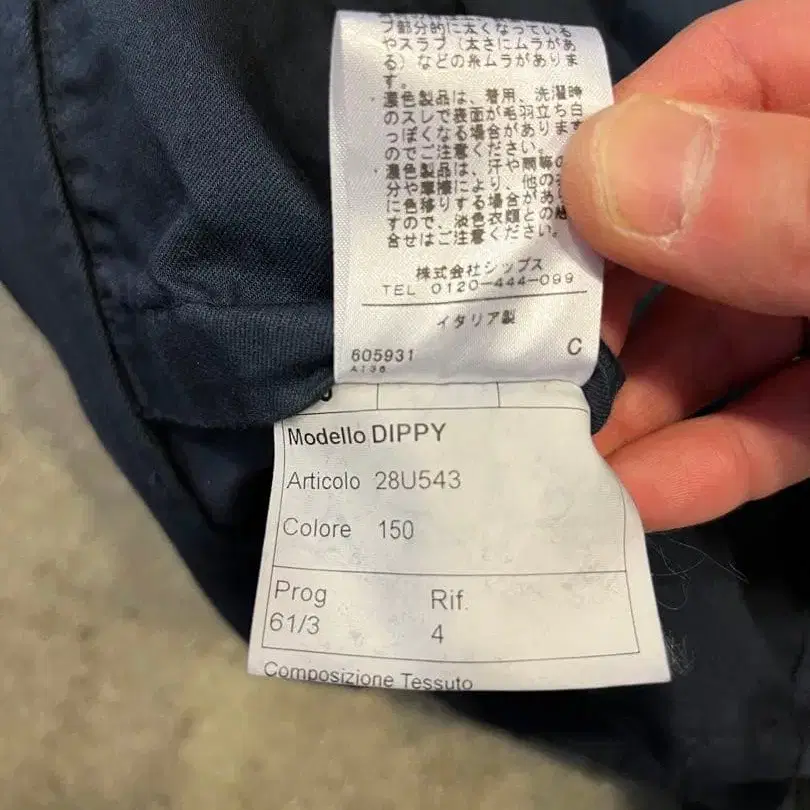 ブ部分的に太くなっている
やスラブ（太さにムラがあ
る）などの糸ムラがありま
す。
・濃色製品は、着用、洗濯時
のスレで表面が毛羽立ち白
っぽくなる場合があります
のでご注意ください。
・濃色製品は、汗や雨等の
分や摩擦により、他の
に色移りする場合があ
すので、淡色衣類との
合せはご注意ください。
株式会社シップス
TEL 0120-444-099
イタリア製
605931 C
A136
Modello DIPPY
Articolo 28U543
Colore 150
Prog Rif.
61/3 4
Composizione Tessuto